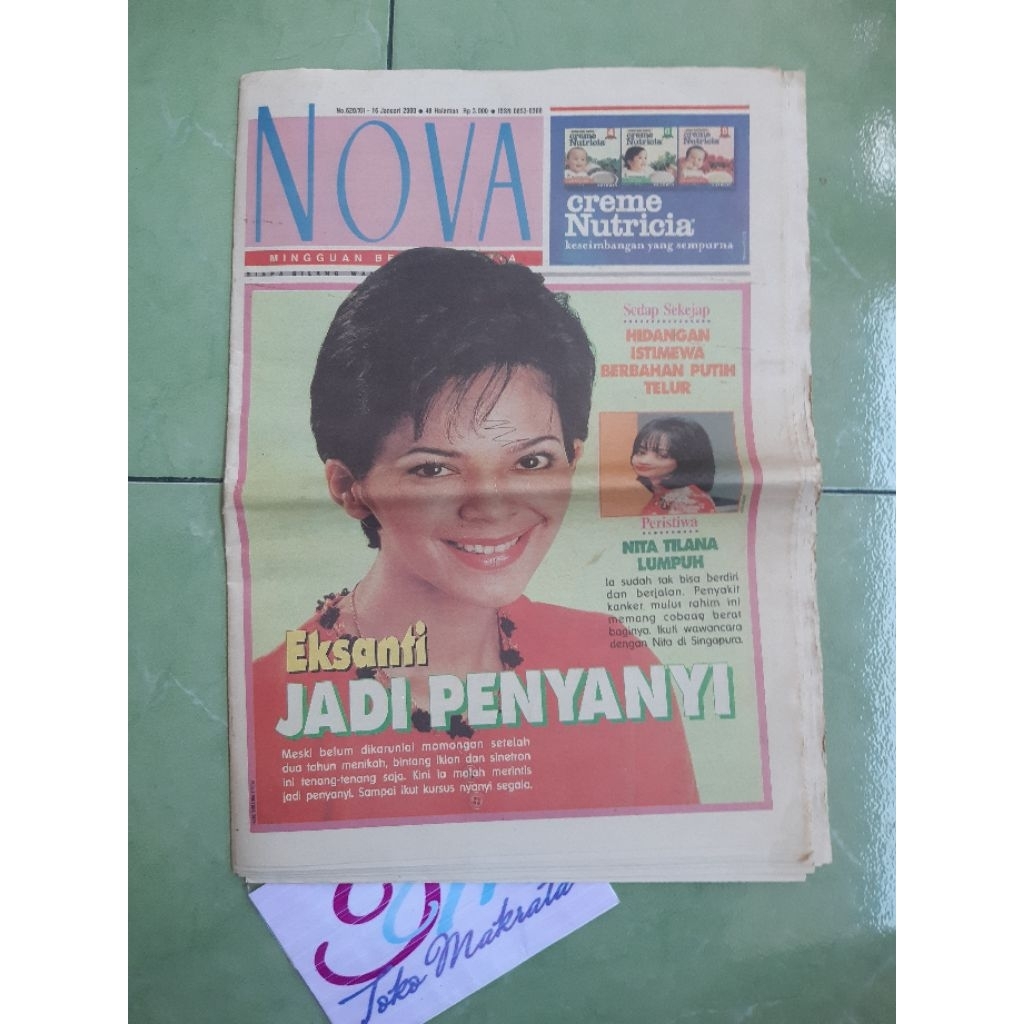 No.620/XII - 16 Januari 2000 ● 48 Halaman Rp 3.000 ● ISSN 0853-
NOVA
MINGGUAN
creme Nutricia
creme Nutricia
creme Nutricia
creme
Nutricia
keseimbangan yang sempurna
Sedap Sekejap
HIDANGAN
ISTIMEWA
BERBAHAN PUTIH
TELUR
Peristiwa
NITA TILANA
LUMPUH
Ia sudah tak bisa berdiri
dan berjalan. Penyakit
kanker mulut rahim ini
memang cobaan berat
baginya. Ikuti wawancara
dengan Nita di Singapura.
Eksanti
JADI PENYANYI
Meski belum dikaruniai momongan setelah
dua tahun menikah, bintang iklan dan sinetron
ini tenang-tenang saja. Kini ia malah merintis
jadi penyanyi. Sampai ikut kursus nyanyi segala.
Toko Makrata